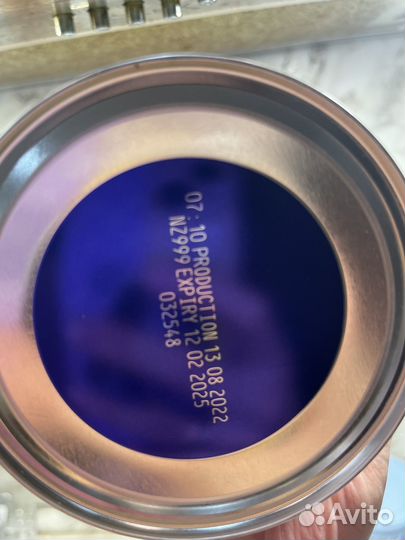 07:10 PRODUCTION 13 08 2022
NZ999 EXPIRY 12 02 2025
032548
Avito